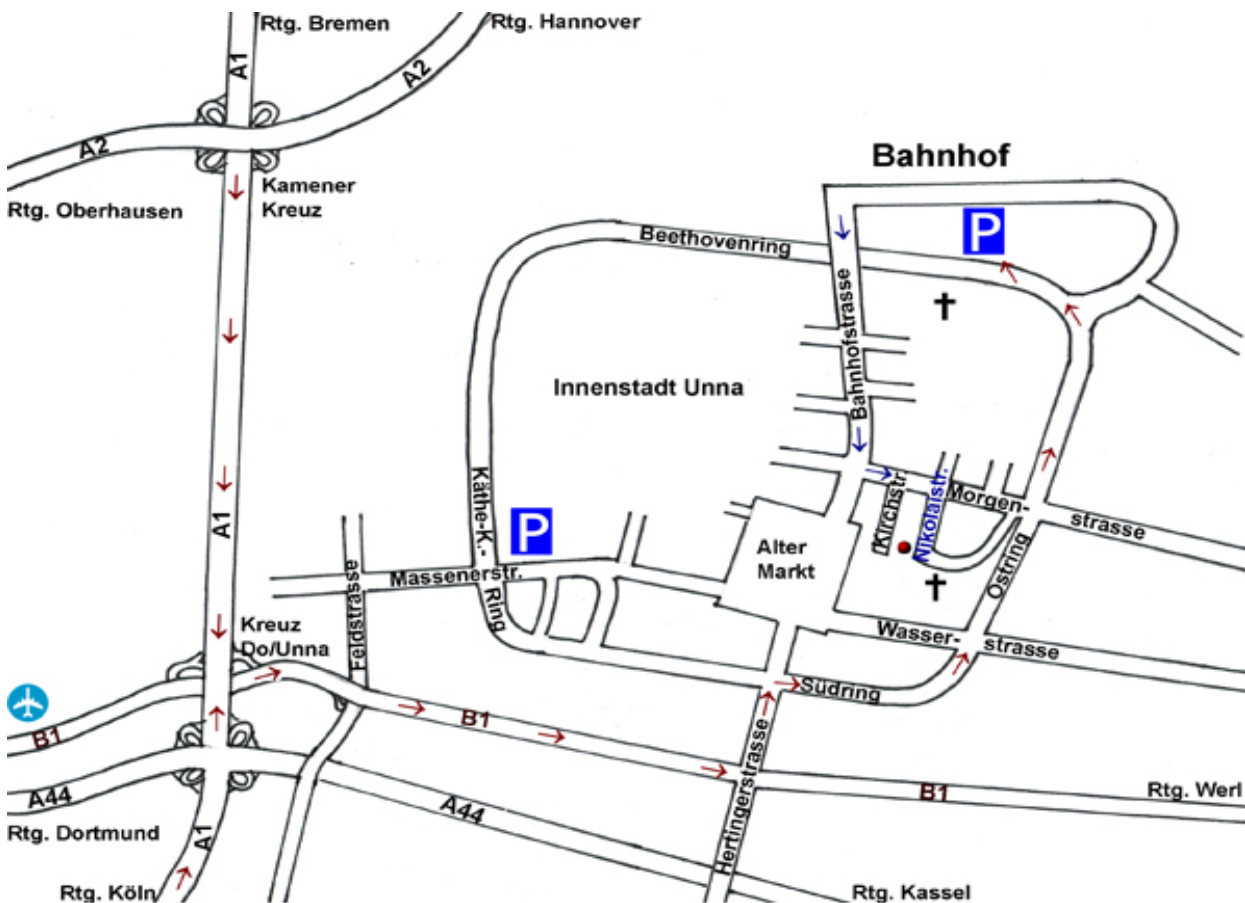 Rtg. Bremen
Rtg. Hannover
A1
A2
A2
Bahnhof
Kamener
Kreuz
Rtg. Oberhausen
P
Beethovenring
Bahnhofstrasse
Innenstadt Unna
Käthe-K.-
Ring
Kirchstr.
Nikolaistr.
Morgen-
strasse
A1
P
Alter
Markt
Massenerstr.
Feldstrasse
Ostring
Kreuz
Do/Unna
Wasser-
strasse
Südring
B1
B1
Hertingerstrasse
B1
Rtg. Werl
A44
A44
Rtg. Dortmund
A1
Rtg. Köln
Rtg. Kassel